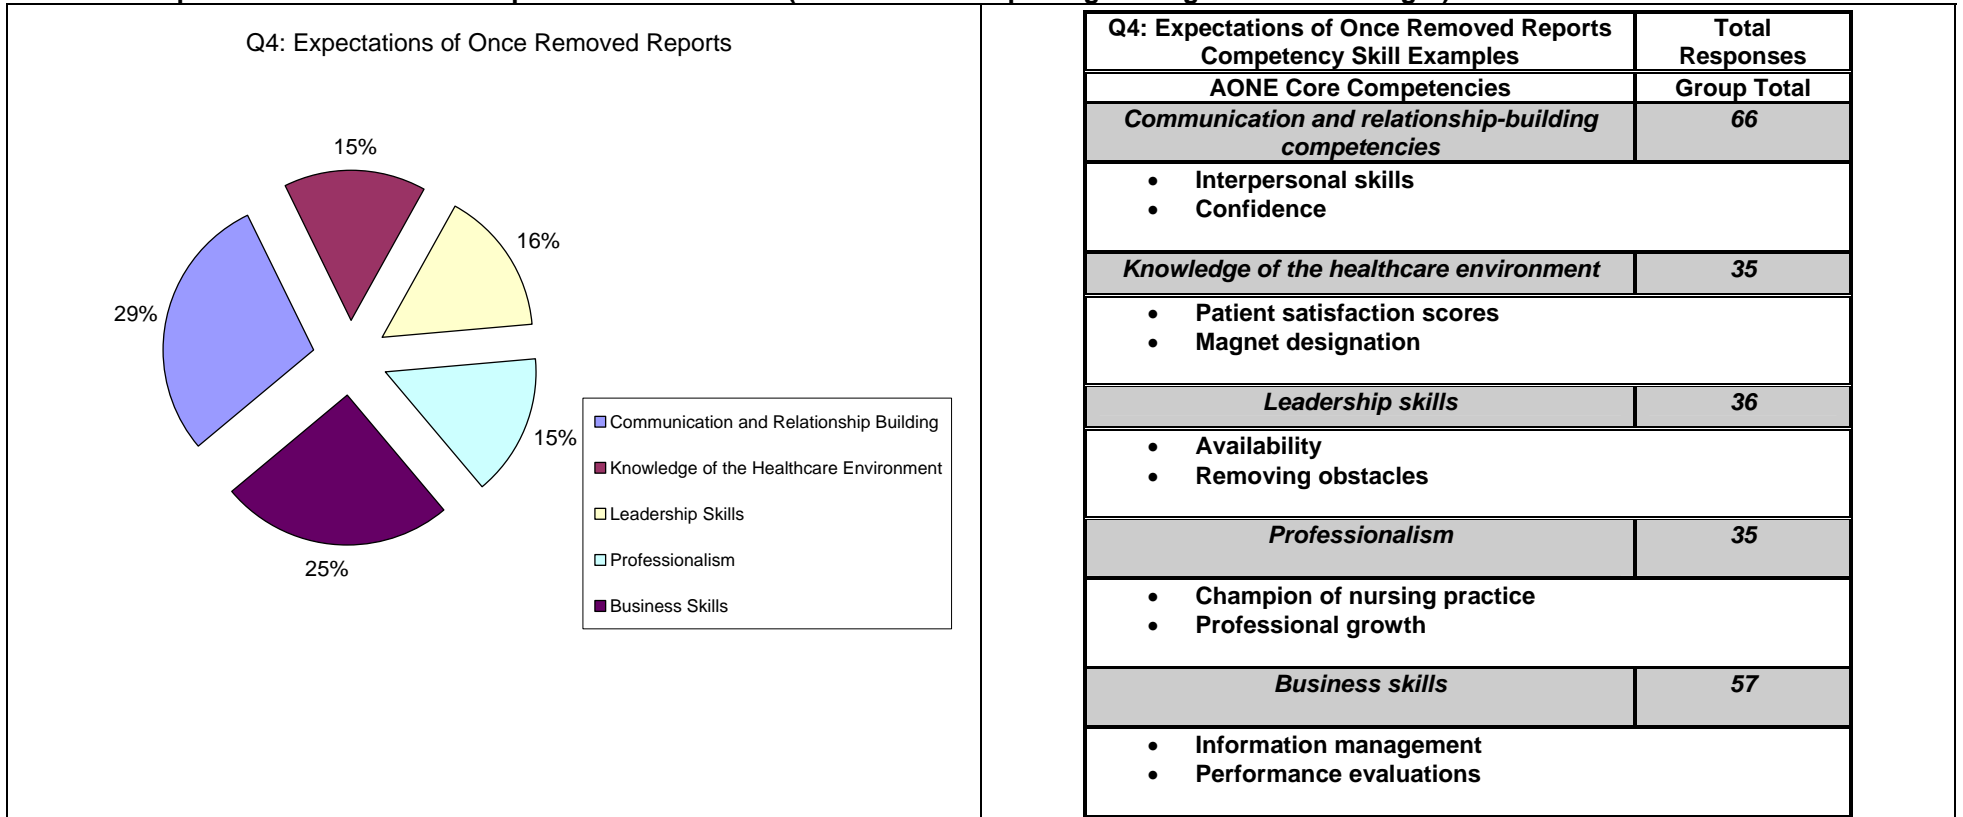 Q4: Expectations of Once Removed Reports
15%
16%
29%
15%
25%
Communication and Relationship Building
Knowledge of the Healthcare Environment
Leadership Skills
Professionalism
Business Skills
Q4: Expectations of Once Removed Reports
Competency Skill Examples
Total
Responses
AONE Core Competencies
Group Total
Communication and relationship-building
competencies
66
• Interpersonal skills
• Confidence
Knowledge of the healthcare environment
35
• Patient satisfaction scores
• Magnet designation
Leadership skills
36
• Availability
• Removing obstacles
Professionalism
35
• Champion of nursing practice
• Professional growth
Business skills
57
• Information management
• Performance evaluations